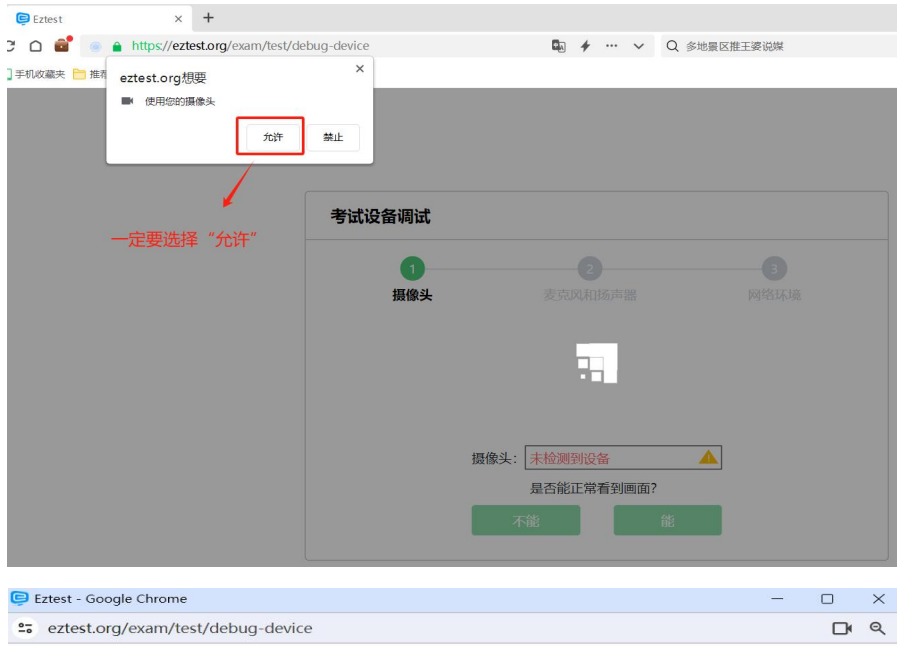 Eztest
https://eztest.org/exam/test/debug-device
多地景区推王婆说媒
手机收藏夹
eztest.org想要
使用您的摄像头
允许
禁止
一定要选择“允许”
考试设备调试
1
2
3
摄像头
麦克风和扬声器
网络环境
摄像头：
未检测到设备
是否能正常看到画面?
不能
能
Eztest - Google Chrome
eztest.org/exam/test/debug-device